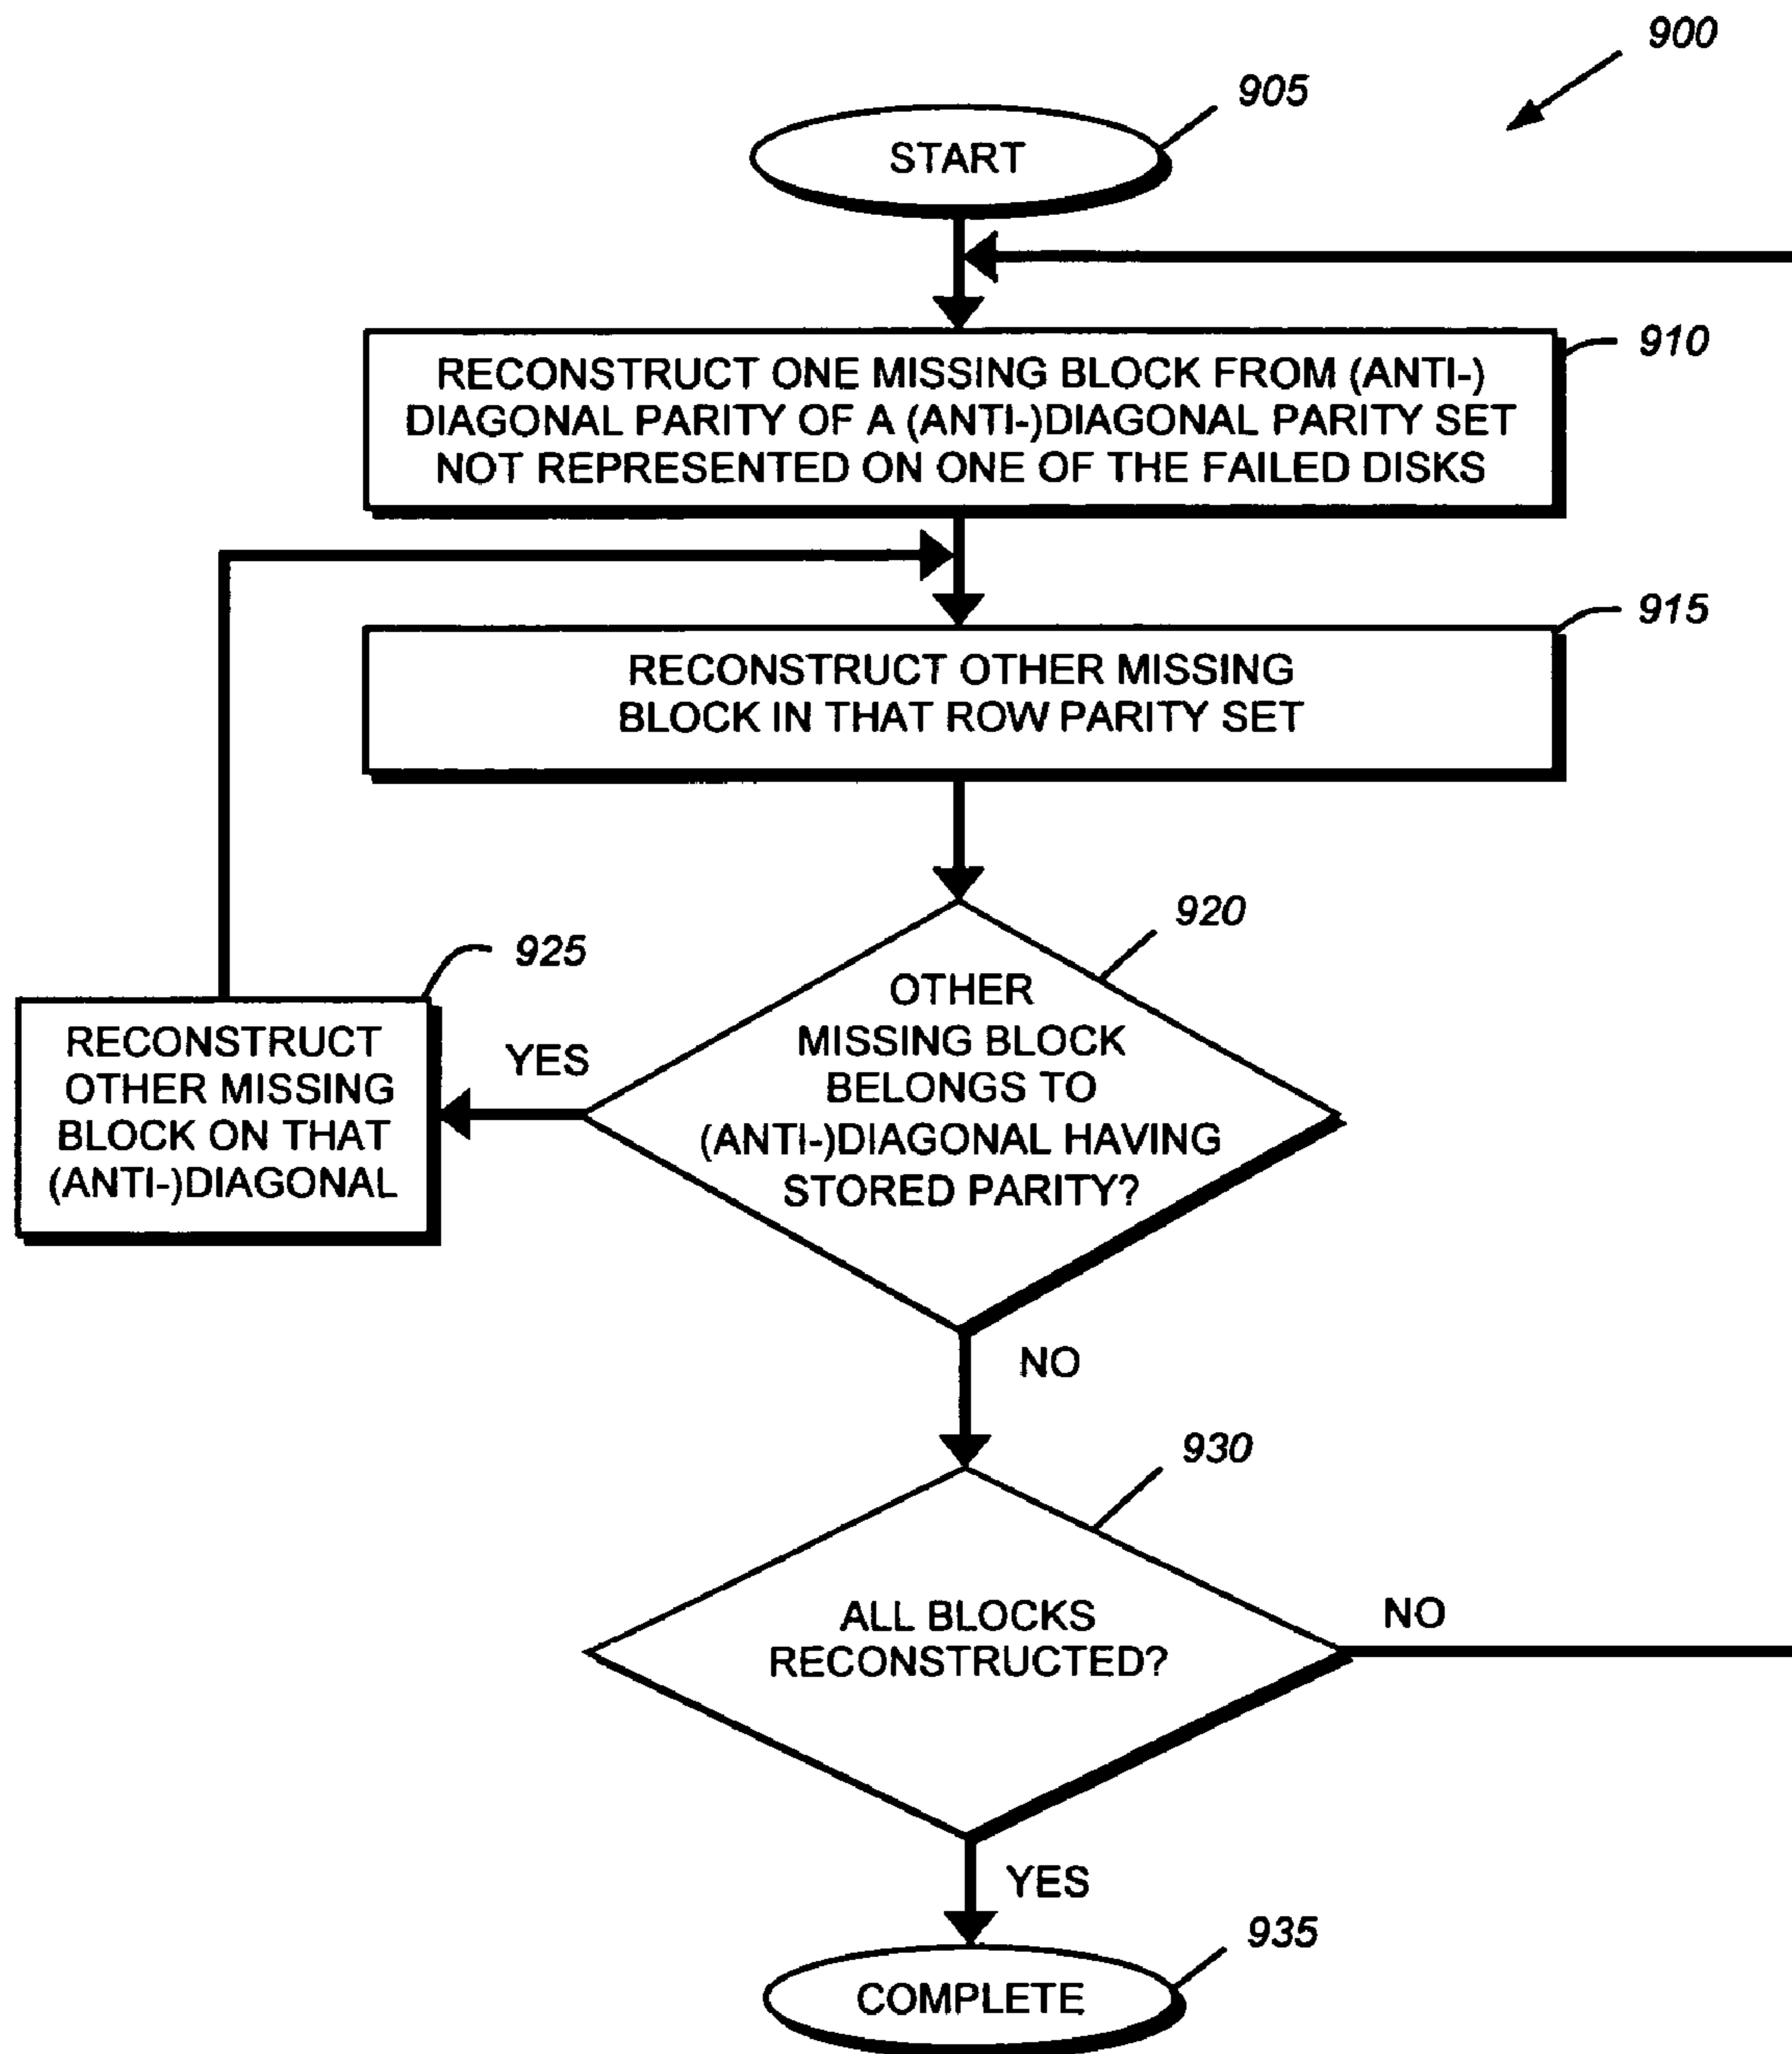 900
905
START
910
RECONSTRUCT ONE MISSING BLOCK FROM (ANTI-)
DIAGONAL PARITY OF A (ANTI-)DIAGONAL PARITY SET
NOT REPRESENTED ON ONE OF THE FAILED DISKS
915
RECONSTRUCT OTHER MISSING
BLOCK IN THAT ROW PARITY SET
920
OTHER
MISSING BLOCK
BELONGS TO
(ANTI-)DIAGONAL HAVING
STORED PARITY?
YES
925
RECONSTRUCT
OTHER MISSING
BLOCK ON THAT
(ANTI-)DIAGONAL
NO
930
ALL BLOCKS
RECONSTRUCTED?
NO
YES
935
COMPLETE